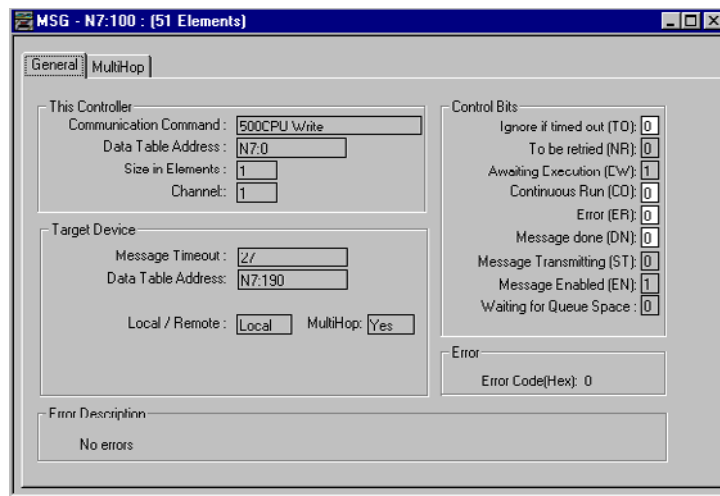 MSG - N7:100 : (51 Elements)
General MultiHop
This Controller
Communication Command : 500CPU Write
Data Table Address : N7:0
Size in Elements : 1
Channel:: 1
Target Device
Message Timeout : 27
Data Table Address: N7:190
Local / Remote : Local MultiHop: Yes
Control Bits
Ignore if timed out (TO): 0
To be retried (NR): 0
Awaiting Execution (EW): 1
Continuous Run (CO): 0
Error (ER): 0
Message done (DN): 0
Message Transmitting (ST): 0
Message Enabled (EN): 1
Waiting for Queue Space : 0
Error
Error Code(Hex): 0
Error Description
No errors